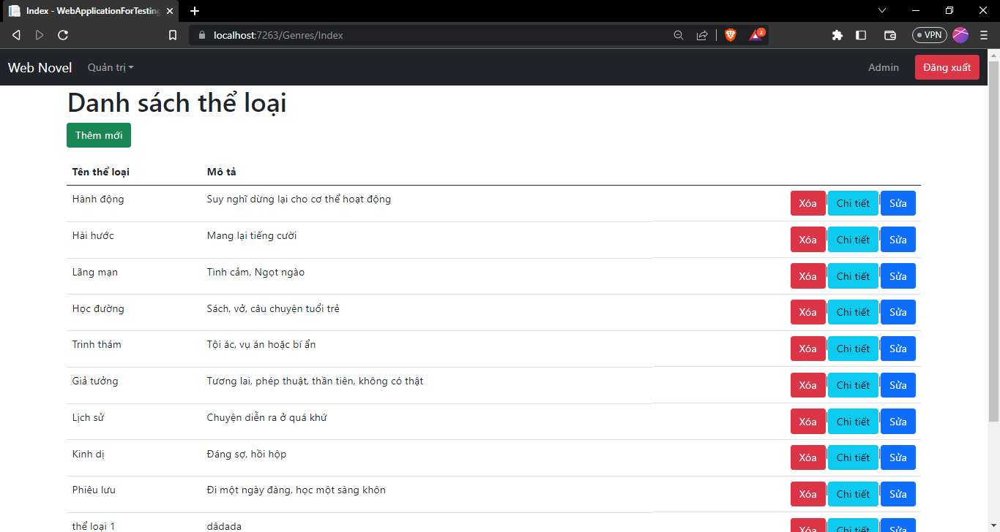 Index - WebApplicationForTesting
localhost:7263/Genres/Index
2
VPN
Web Novel Quản trị Admin Đăng xuất
Danh sách thể loại
Thêm mới
Tên thể loại Mô tả
Hành động Suy nghĩ dừng lại cho cơ thể hoạt động Xóa | Chi tiết | Sửa
Hài hước Mang lại tiếng cười Xóa | Chi tiết | Sửa
Lãng mạn Tình cảm, Ngọt ngào Xóa | Chi tiết | Sửa
Học đường Sách, vở, câu chuyện tuổi trẻ Xóa | Chi tiết | Sửa
Trinh thám Tội ác, vụ án hoặc bí ẩn Xóa | Chi tiết | Sửa
Giả tưởng Tương lai, phép thuật, thần tiên, không có thật Xóa | Chi tiết | Sửa
Lịch sử Chuyện diễn ra ở quá khứ Xóa | Chi tiết | Sửa
Kinh dị Đáng sợ, hồi hộp Xóa | Chi tiết | Sửa
Phiêu lưu Đi một ngày đàng, học một sàng khôn Xóa | Chi tiết | Sửa
thể loại 1 dâdada Xóa | Chi tiết | Sửa